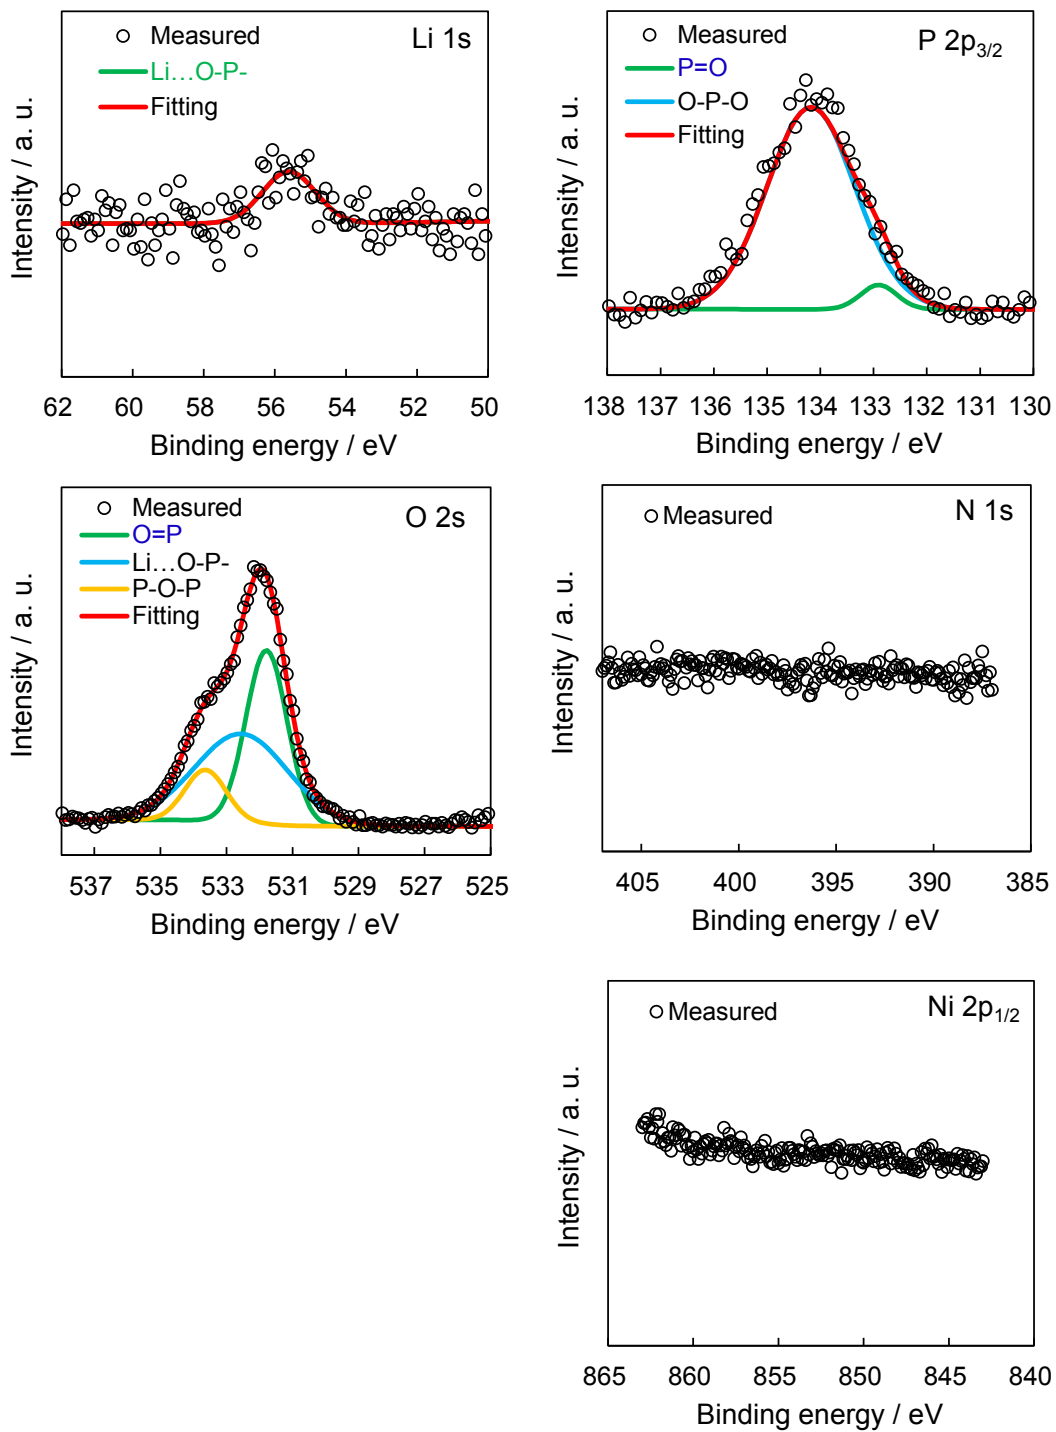 Measured
Li…O-P-
Fitting
Li 1s
Intensity / a. u.
62 60 58 56 54 52 50
Binding energy / eV
Measured
P=O
O-P-O
Fitting
P 2p3/2
Intensity / a. u.
138 137 136 135 134 133 132 131 130
Binding energy / eV
Measured
O=P
Li…O-P-
P-O-P
Fitting
O 2s
Intensity / a. u.
537 535 533 531 529 527 525
Binding energy / eV
Measured
N 1s
Intensity / a. u.
405 400 395 390 385
Binding energy / eV
Measured
Ni 2p1/2
Intensity / a. u.
865 860 855 850 845 840
Binding energy / eV